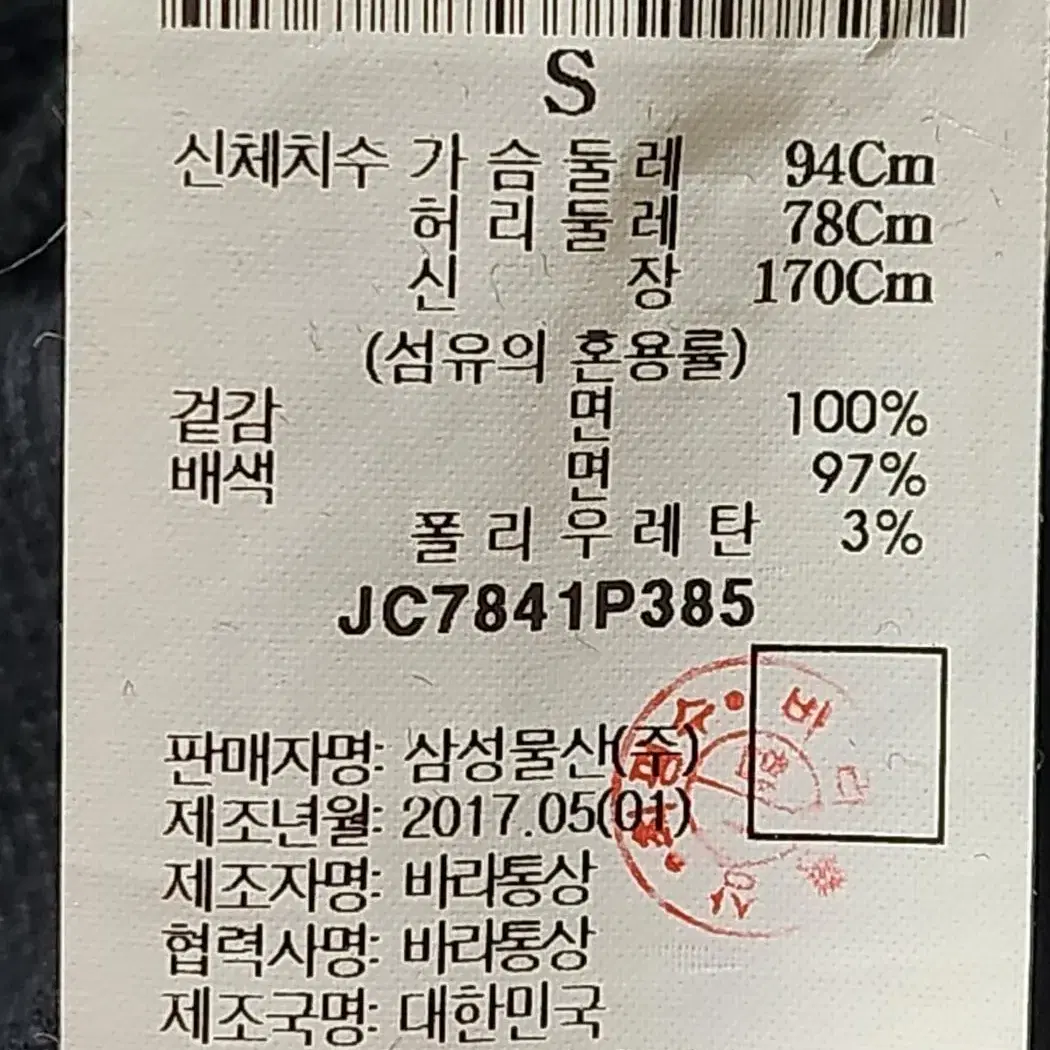 S
신체치수 가 슴 둘 레 94Cm
허 리 둘 레 78Cm
신 장 170Cm
(섬유의 혼용률)
겉감 면 100%
배색 면 97%
폴 리 우 레 탄 3%
JC7841P385
판매자명: 삼성물산(주)
제조년월: 2017.05(01)
제조자명: 바라통상
협력사명: 바라통상
제조국명: 대한민국